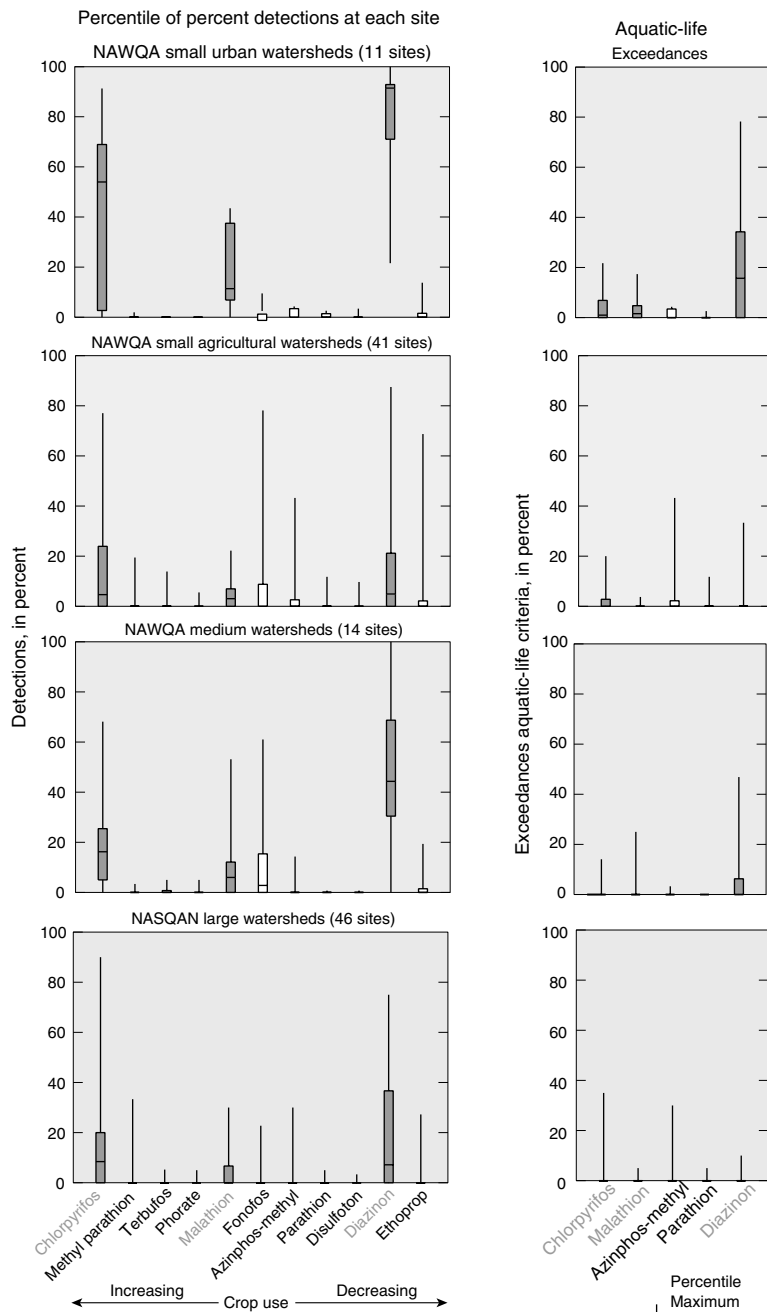 Percentile of percent detections at each site
Aquatic-life
Exceedances
NAWQA small urban watersheds (11 sites)
100
80
60
40
20
0
100
80
60
40
20
0
NAWQA small agricultural watersheds (41 sites)
100
80
60
40
20
0
100
80
60
40
20
0
Detections, in percent
Exceedances aquatic-life criteria, in percent
NAWQA medium watersheds (14 sites)
100
80
60
40
20
0
100
80
60
40
20
0
NASQAN large watersheds (46 sites)
100
80
60
40
20
0
100
80
60
40
20
0
Chlorpyrifos
Methyl parathion
Terbufos
Phorate
Malathion
Fonofos
Azinphos-methyl
Parathion
Disulfoton
Diazinon
Ethoprop
Chlorpyrifos
Malathion
Azinphos-methyl
Parathion
Diazinon
Increasing
Crop use
Decreasing
Percentile
Maximum